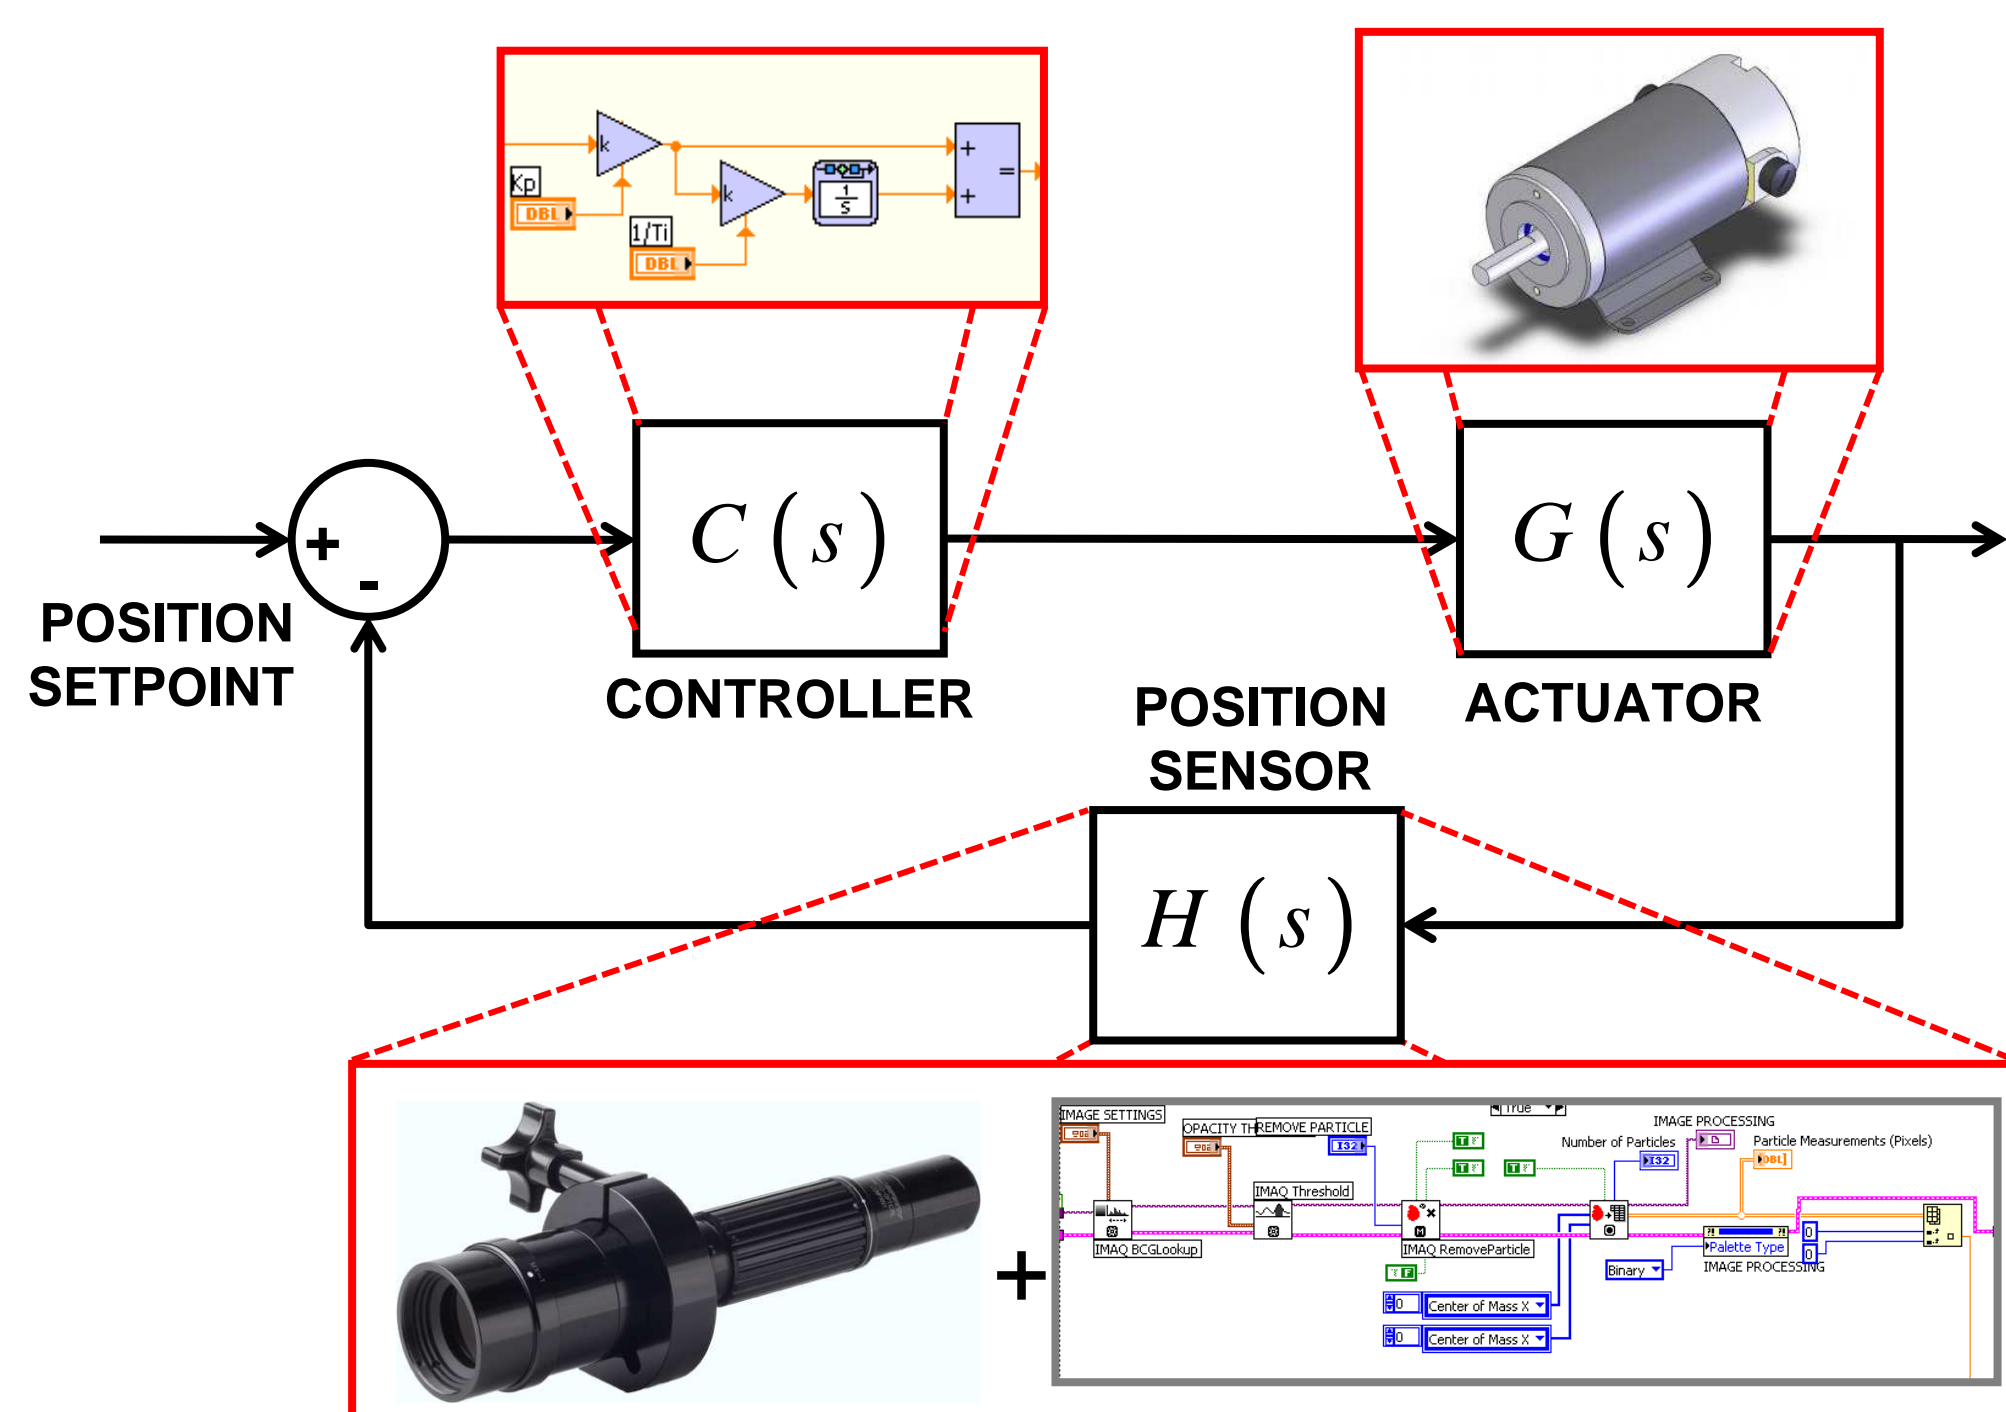 k
+
=
Kp
DBL
k
1
S
+
1/Ti
DBL
+
-
C ( s )
G ( s )
POSITION
SETPOINT
CONTROLLER
ACTUATOR
POSITION
SENSOR
H ( s )
+
IMAGE SETTINGS
OPACITY TH
REMOVE PARTICLE
I32
True
IMAGE PROCESSING
Number of Particles
I32
Particle Measurements (Pixels)
DBL]
T
T
T
IMAQ Threshold
IMAQ BCGLookup
M
IMAQ RemoveParticle
F
Binary
Palette Type
IMAGE PROCESSING
0
0
0
Center of Mass X
0
Center of Mass X